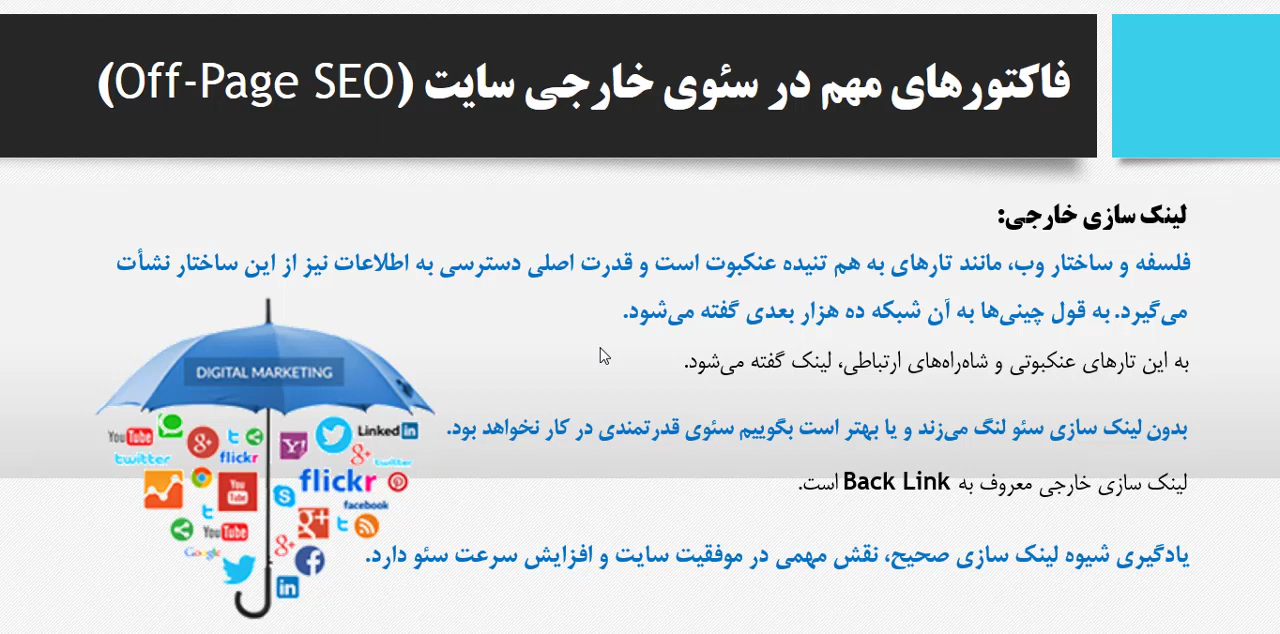 فاکتورهای مهم در سئوی خارجی سایت (Off-Page SEO)
لینک سازی خارجی:
فلسفه و ساختار وب، مانند تارهای به هم تنیده عنکبوت است و قدرت اصلی دسترسی به اطلاعات نیز از این ساختار نشأت
می‌گیرد. به قول چینی‌ها به آن شبکه ده هزار بعدی گفته می‌شود.
به این تارهای عنکبوتی و شاه‌راه‌های ارتباطی، لینک گفته می‌شود.
بدون لینک سازی سئو لنگ می‌زند و یا بهتر است بگوییم سئوی قدرتمندی در کار نخواهد بود.
لینک سازی خارجی معروف به Back Link است.
یادگیری شیوه لینک سازی صحیح، نقش مهمی در موفقیت سایت و افزایش سرعت سئو دارد.
DIGITAL MARKETING
YouTube
twitter
flickr
Linked in
twitter
flickr
You Tube
facebook
YouTube
Google
in